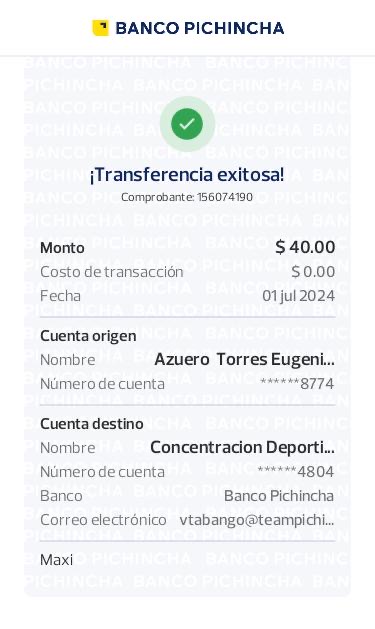 BANCO PICHINCHA
¡Transferencia exitosa!
Comprobante: 156074190
Monto $ 40.00
Costo de transacción $ 0.00
Fecha 01 jul 2024
Cuenta origen
Nombre Azuero Torres Eugeni...
Número de cuenta ******8774
Cuenta destino
Nombre Concentracion Deporti...
Número de cuenta ******4804
Banco Banco Pichincha
Correo electrónico vtabango@teampichi...
Maxi